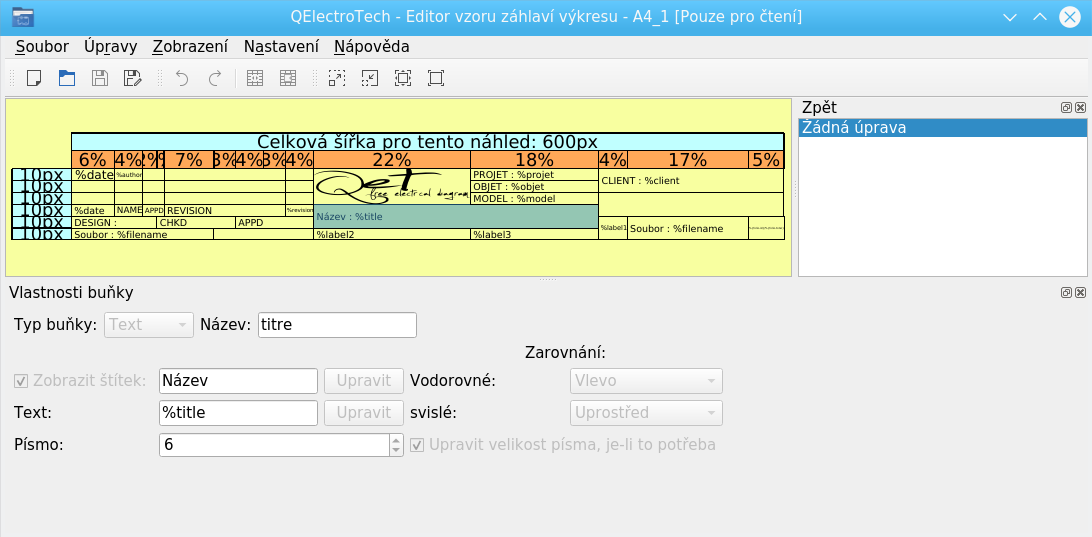 QElectroTech - Editor vzoru záhlaví výkresu - A4_1 [Pouze pro čtení]
Soubor Úpravy Zobrazení Nastavení Nápověda
Zpět
Žádná úprava
Celková šířka pro tento náhled: 600px
6% 4% 7% 3% 4% 3% 4% 22% 18% 4% 17% 5%
10px %date %author PROJET : %projet CLIENT : %client
10px OBJET : %objet
QET free electrical diagram
MODEL : %model
10px %date NAME APPD REVISION %revision
Název : %title
10px DESIGN : CHKD APPD %label1 Soubor : %filename
10px Soubor : %filename %label2 %label3
Vlastnosti buňky
Typ buňky: Text Název: titre
Zarovnání:
Zobrazit štítek: Název Upravit Vodorovné: Vlevo
Text: %title Upravit svislé: Uprostřed
Písmo: 6 Upravit velikost písma, je-li to potřeba